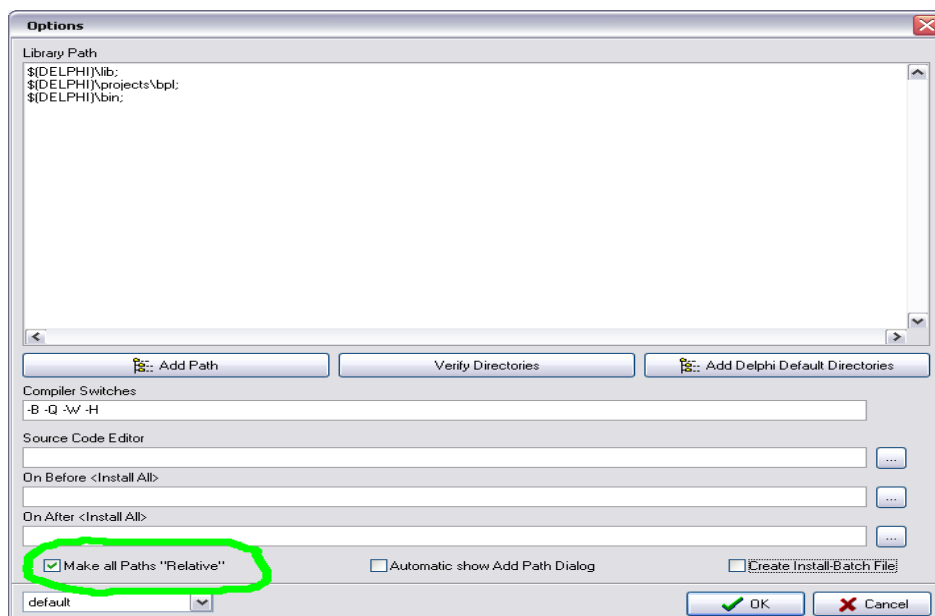 Options
Library Path
$(DELPHI)\lib;
$(DELPHI)\projects\bpl;
$(DELPHI)\bin;
Add Path
Verify Directories
Add Delphi Default Directories
Compiler Switches
-B -Q -W -H
Source Code Editor
...
On Before <Install All>
...
On After <Install All>
...
Make all Paths "Relative"
Automatic show Add Path Dialog
Create Install-Batch File
default
OK
Cancel